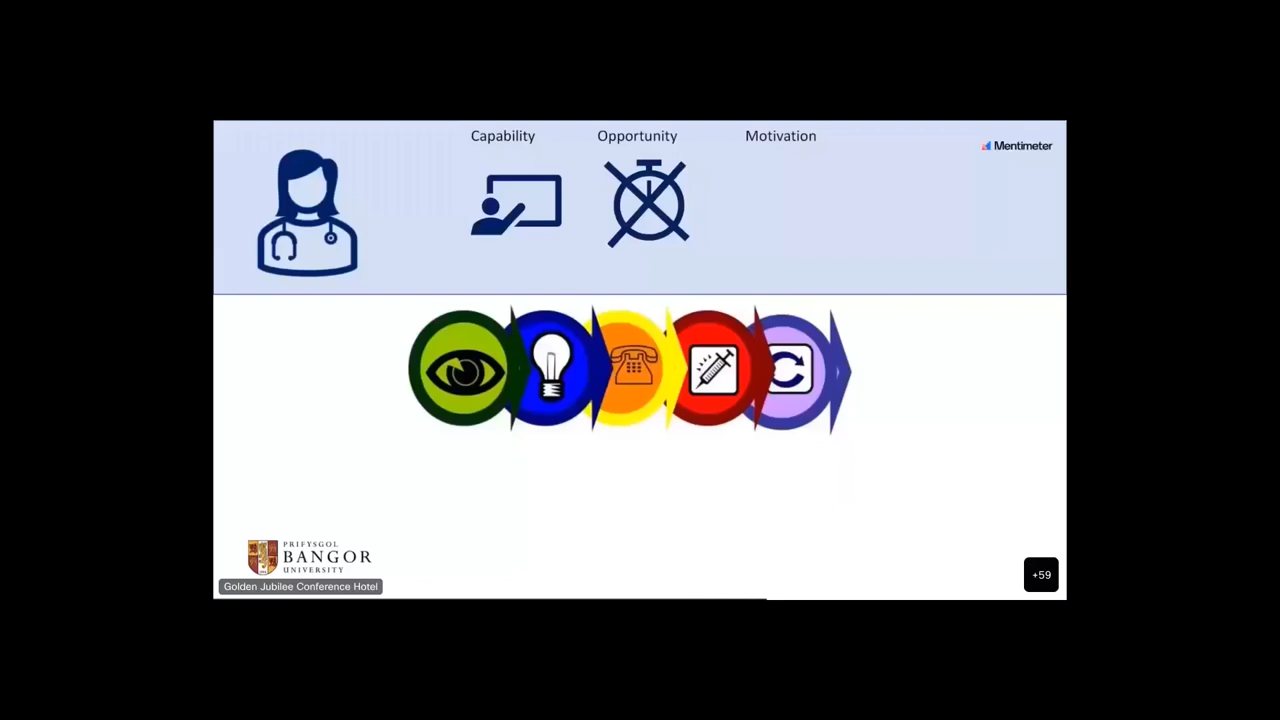 Capability
Opportunity
Motivation
Mentimeter
PRIFYSGOL
BANGOR
UNIVERSITY
Golden Jubilee Conference Hotel
+59